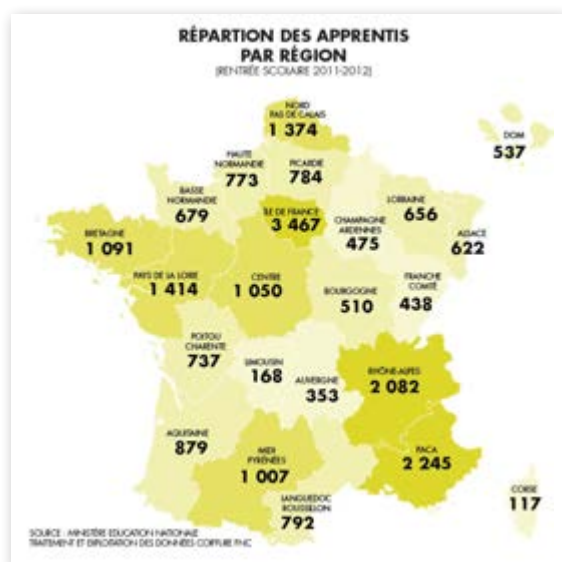 RÉPARTION DES APPRENTIS
PAR RÉGION
(RENTRÉE SCOLAIRE 2011-2012)
NORD
PAS DE CALAIS
1 374
DOM
537
HAUTE
NORMANDIE
773
PICARDIE
784
BASSE
NORMANDIE
679
ÎLE DE FRANCE
3 467
CHAMPAGNE
ARDENNES
475
LORRAINE
656
ALSACE
622
BRETAGNE
1 091
PAYS DE LA LOIRE
1 414
CENTRE
1 050
BOURGOGNE
510
FRANCHE
COMTÉ
438
POITOU
CHARENTE
737
LIMOUSIN
168
AUVERGNE
353
RHÔNE-ALPES
2 082
AQUITAINE
879
MIDI
PYRÉNÉES
1 007
PACA
2 245
LANGUEDOC
ROUSSILLON
792
CORSE
117
SOURCE : MINISTÈRE EDUCATION NATIONALE
TRAITEMENT ET EXPLOITATION DES DONNÉES COIFFURE FNC